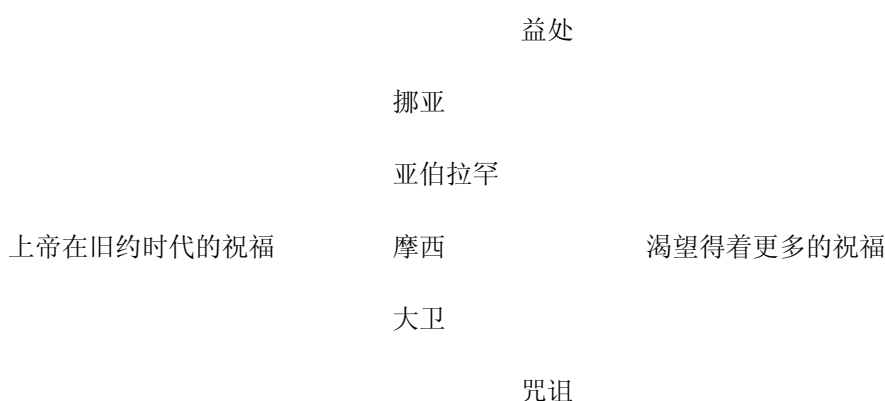 益处
挪亚
亚伯拉罕
上帝在旧约时代的祝福 摩西 渴望得着更多的祝福
大卫
咒诅